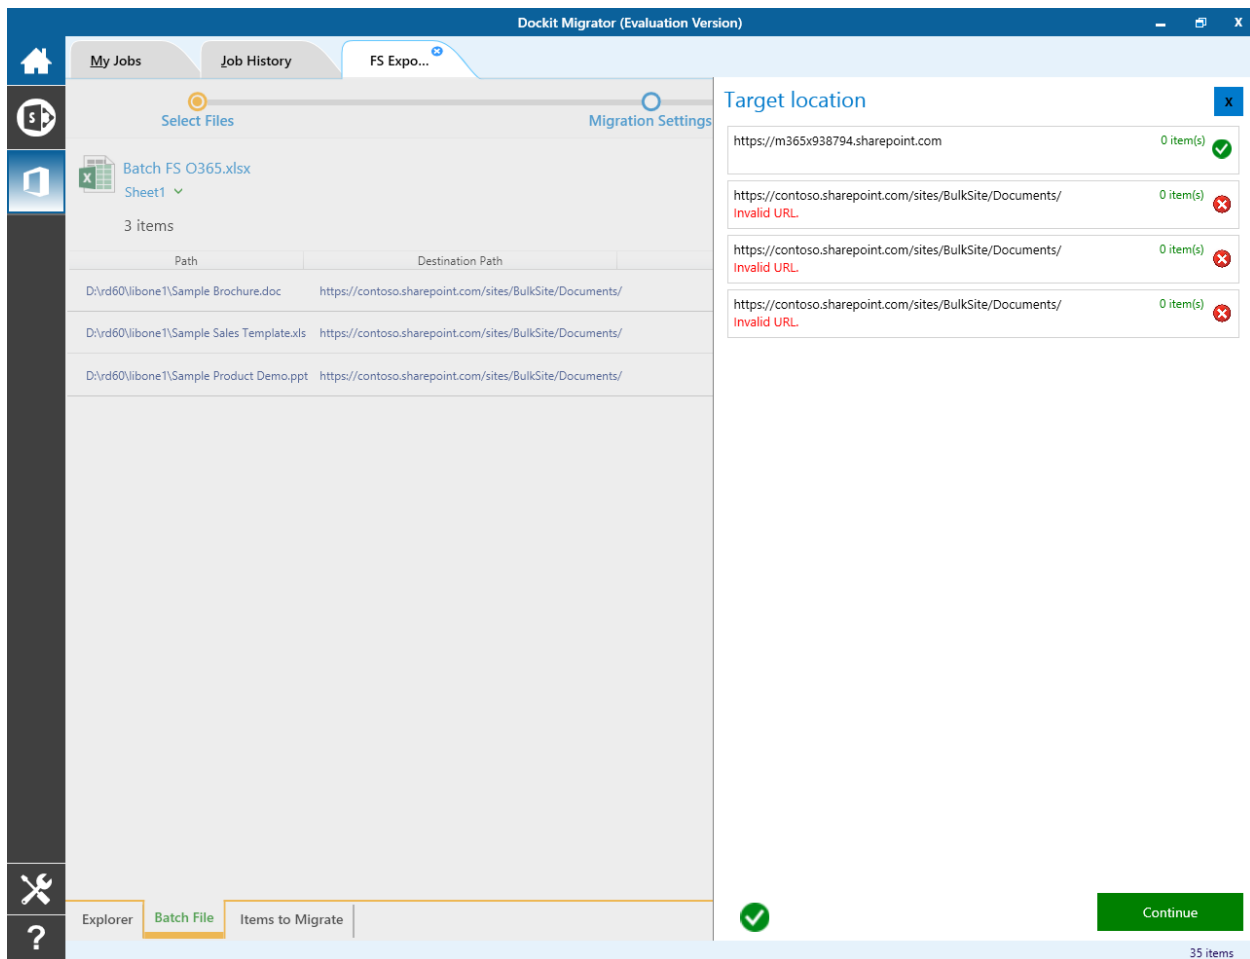 Dockit Migrator (Evaluation Version)
X
My Jobs
Job History
FS Expo...
Select Files
Migration Settings
Batch FS O365.xlsx
Sheet1
3 items
Path
Destination Path
D:\rd60\libone1\Sample Brochure.doc
https://contoso.sharepoint.com/sites/BulkSite/Documents/
D:\rd60\libone1\Sample Sales Template.xls
https://contoso.sharepoint.com/sites/BulkSite/Documents/
D:\rd60\libone1\Sample Product Demo.ppt
https://contoso.sharepoint.com/sites/BulkSite/Documents/
Target location
X
https://m365x938794.sharepoint.com
0 item(s)
https://contoso.sharepoint.com/sites/BulkSite/Documents/
0 item(s)
Invalid URL.
https://contoso.sharepoint.com/sites/BulkSite/Documents/
0 item(s)
Invalid URL.
https://contoso.sharepoint.com/sites/BulkSite/Documents/
0 item(s)
Invalid URL.
Explorer
Batch File
Items to Migrate
Continue
35 items